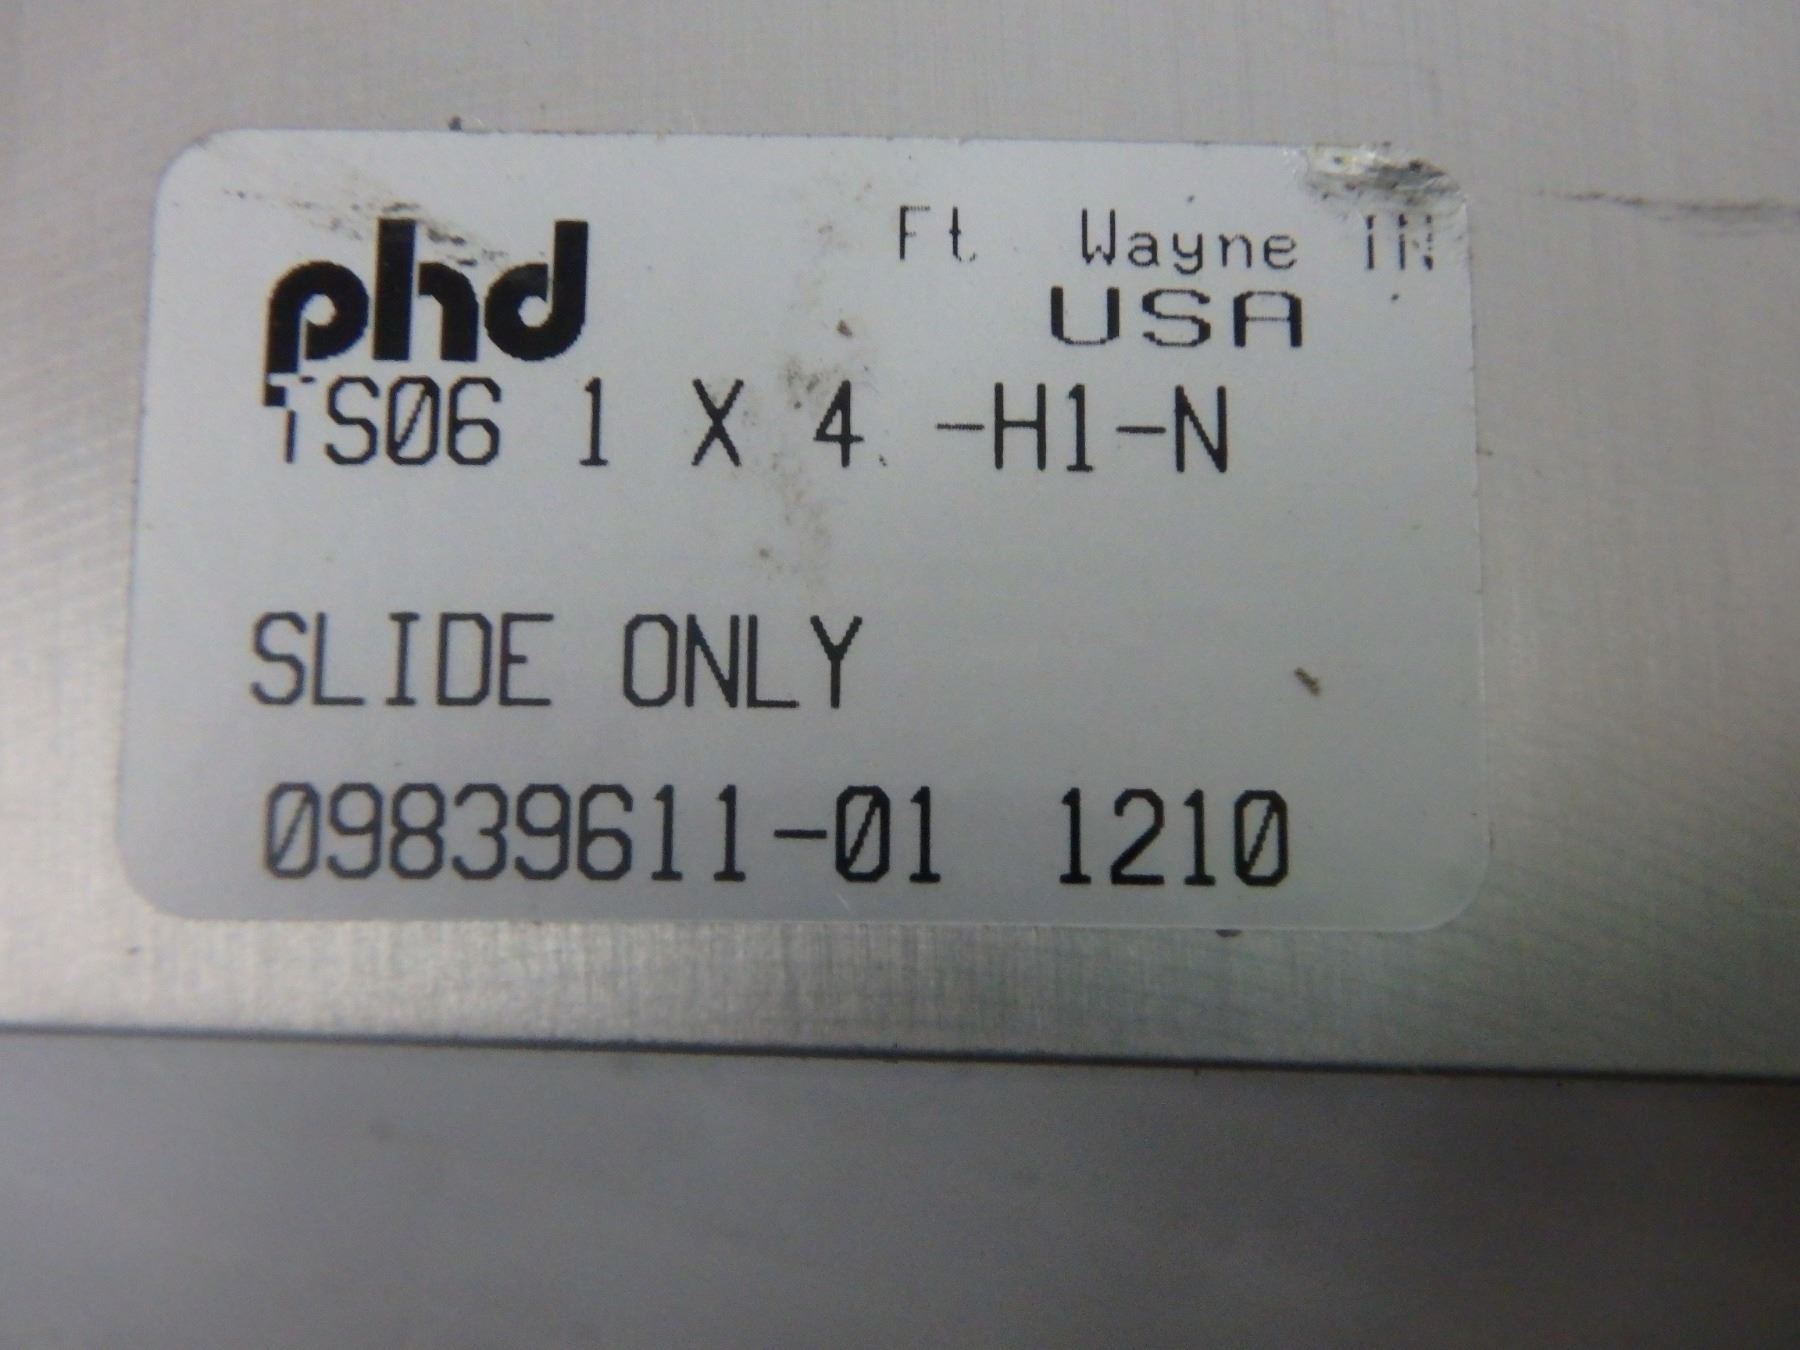 phd
Ft. Wayne IN
USA
TS06 1 X 4 -H1-N
SLIDE ONLY
09839611-01 1210